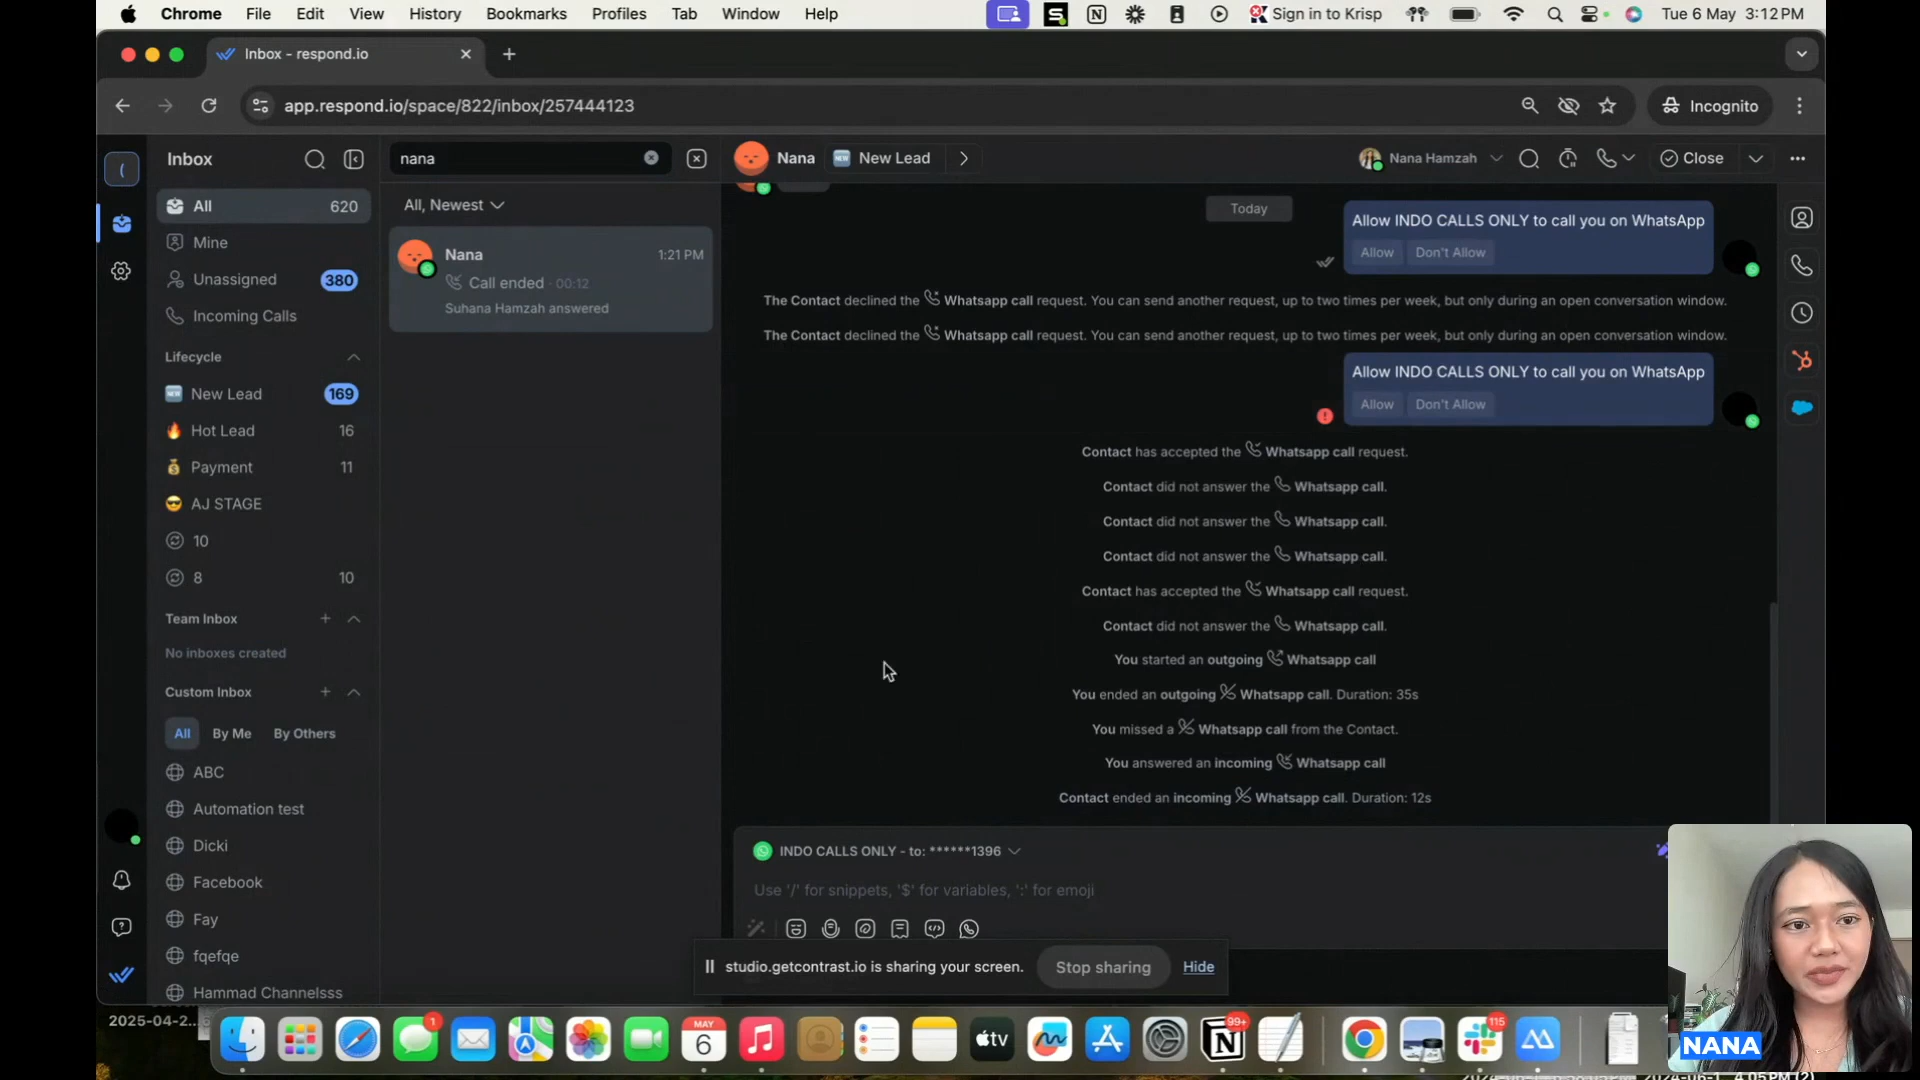 Chrome File Edit View History Bookmarks Profiles Tab Window Help
Sign in to Krisp
Tue 6 May 3:12 PM
Inbox - respond.io
app.respond.io/space/822/inbox/257444123
Incognito
Inbox
nana
Nana
NEW New Lead
Nana Hamzah
Close
All 620
Mine
Unassigned 380
Incoming Calls
Lifecycle
NEW New Lead 169
Hot Lead 16
Payment 11
AJ STAGE
10
8 10
Team Inbox
No inboxes created
Custom Inbox
All By Me By Others
ABC
Automation test
Dicki
Facebook
Fay
fqefqe
Hammad Channelsss
All, Newest
Nana 1:21 PM
Call ended · 00:12
Suhana Hamzah answered
Today
Allow INDO CALLS ONLY to call you on WhatsApp
Allow Don't Allow
The Contact declined the Whatsapp call request. You can send another request, up to two times per week, but only during an open conversation window.
The Contact declined the Whatsapp call request. You can send another request, up to two times per week, but only during an open conversation window.
Allow INDO CALLS ONLY to call you on WhatsApp
Allow Don't Allow
Contact has accepted the Whatsapp call request.
Contact did not answer the Whatsapp call.
Contact did not answer the Whatsapp call.
Contact did not answer the Whatsapp call.
Contact has accepted the Whatsapp call request.
Contact did not answer the Whatsapp call.
You started an outgoing Whatsapp call
You ended an outgoing Whatsapp call. Duration: 35s
You missed a Whatsapp call from the Contact.
You answered an incoming Whatsapp call
Contact ended an incoming Whatsapp call. Duration: 12s
INDO CALLS ONLY - to: ******1396
Use '/' for snippets, '$' for variables, ':' for emoji
studio.getcontrast.io is sharing your screen.
Stop sharing
Hide
2025-04-2...
1
MAY
6
tv
99+
115
NANA